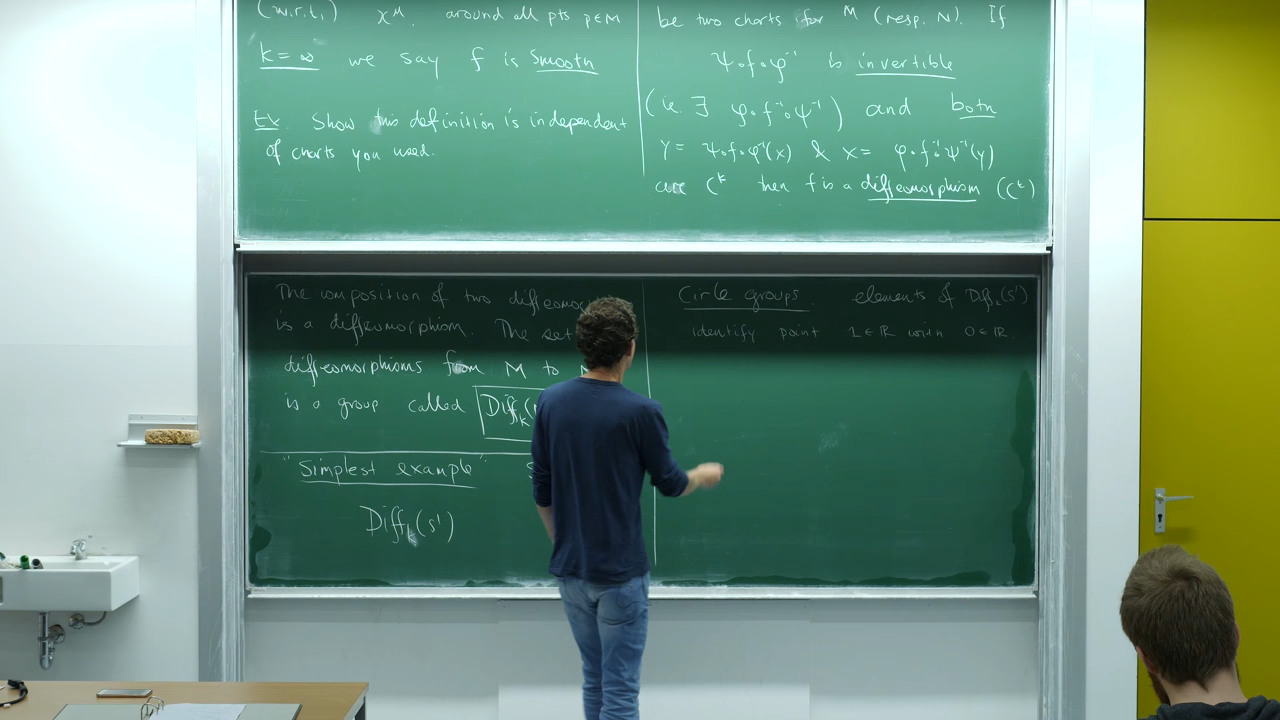 (w.r.t.) x^μ. around all pts p∈M
k = ∞ we say f is smooth
Ex. Show this definition is independent
of charts you used.
be two charts for M (resp. N). If
ψ∘f∘φ⁻¹ is invertible
(ie. ∃ φ∘f⁻¹∘ψ⁻¹) and both
y = ψ∘f∘φ⁻¹(x) & x = φ∘f⁻¹∘ψ⁻¹(y)
are C^k then f is a diffeomorphism (C^k)
The composition of two
is a diffeomorphism. The set
diffeomorphisms from M to
is a group called Diff_k(
"Simplest example"
Diff_k(S¹)
Circle groups. elements of Diff_k(S¹)
identify point 1∈ℝ with 0∈ℝ.